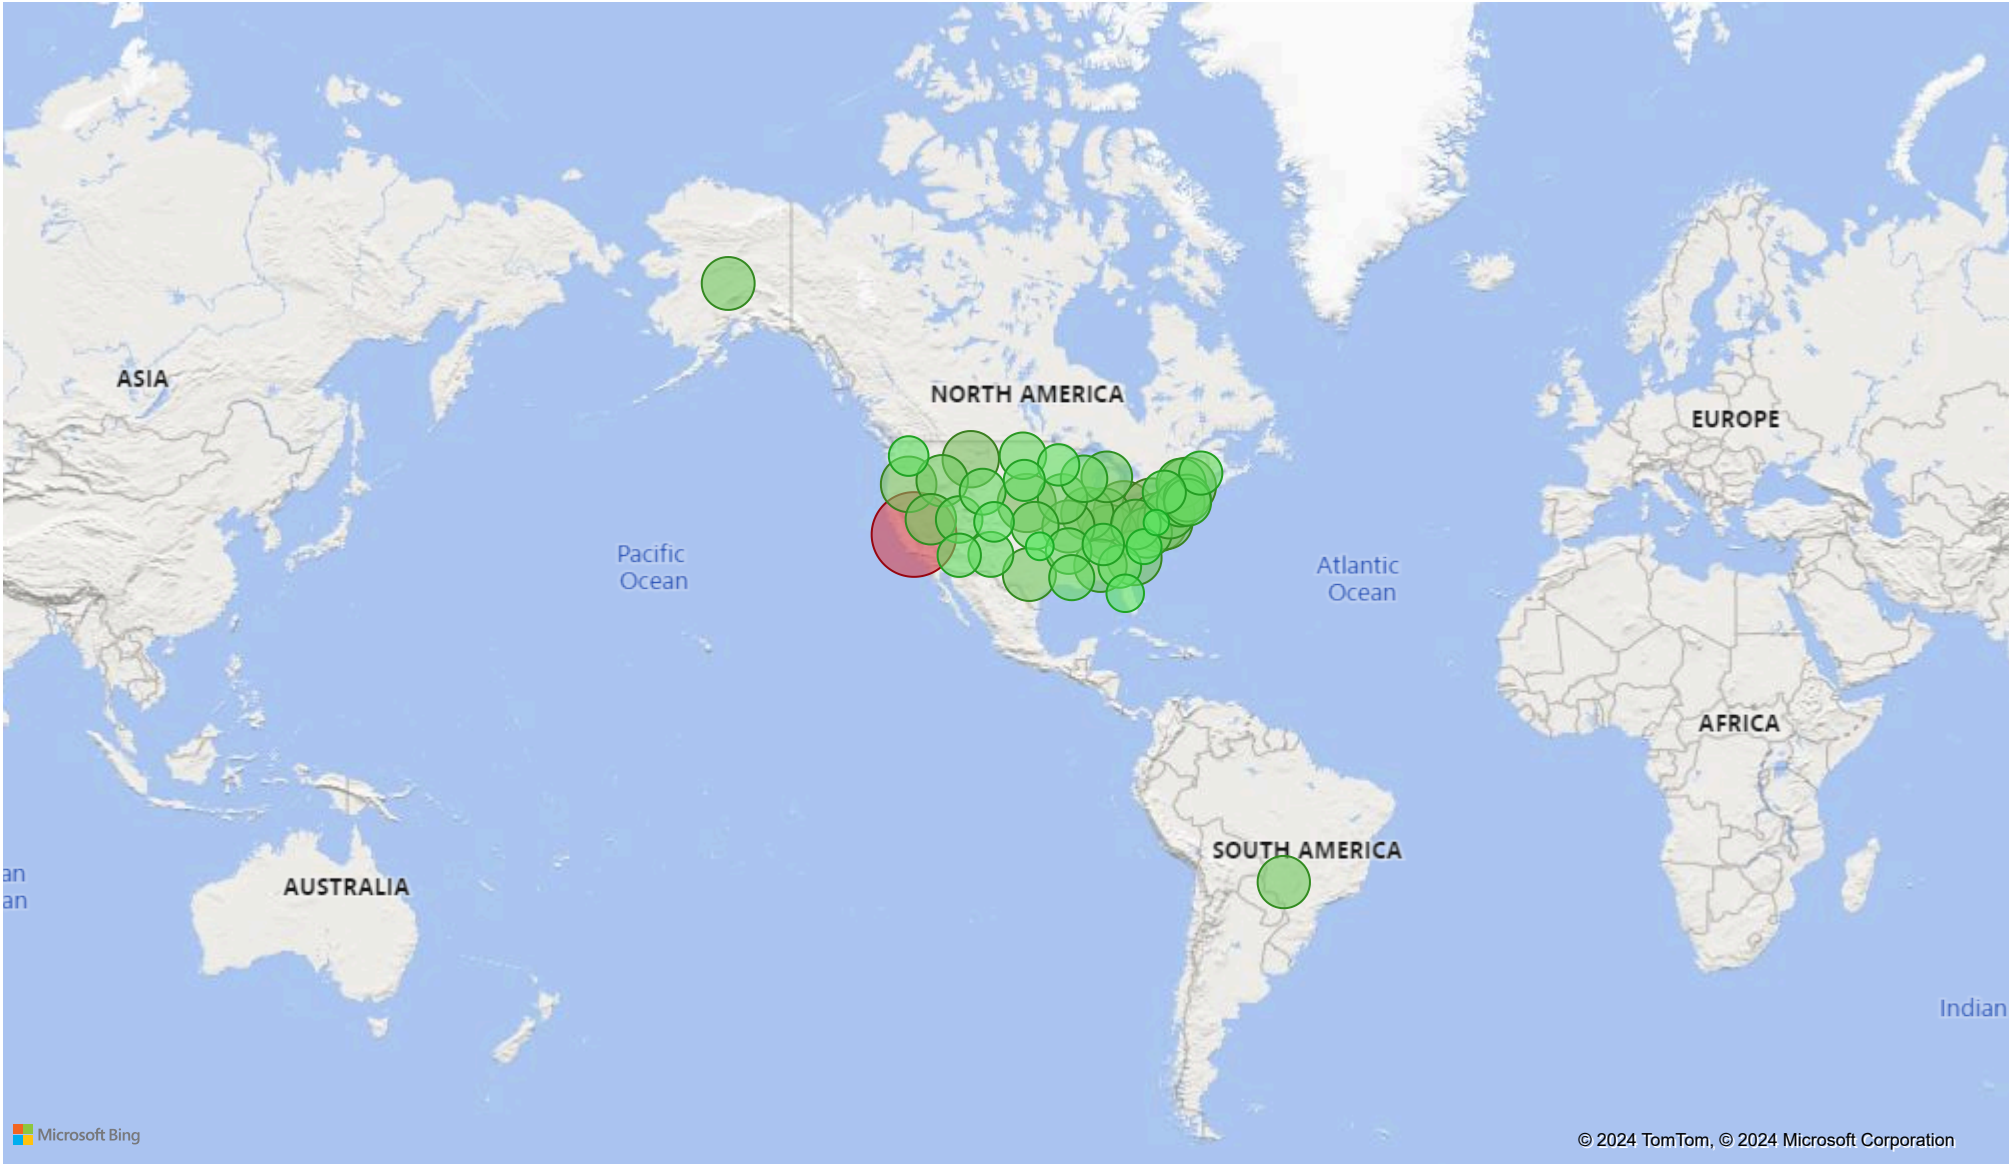 ASIA
NORTH AMERICA
EUROPE
Pacific
Ocean
Atlantic
Ocean
AFRICA
SOUTH AMERICA
an
an
AUSTRALIA
Indian
Microsoft Bing
© 2024 TomTom, © 2024 Microsoft Corporation